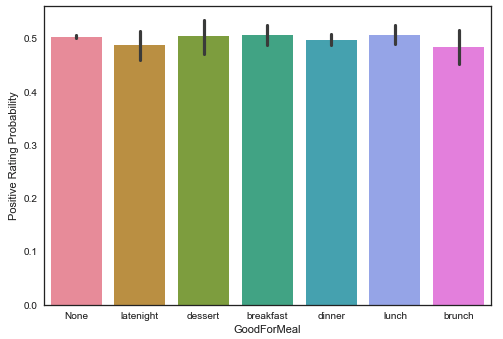 Positive Rating Probability
0.5
0.4
0.3
0.2
0.1
0.0
None latenight dessert breakfast dinner lunch brunch
GoodForMeal